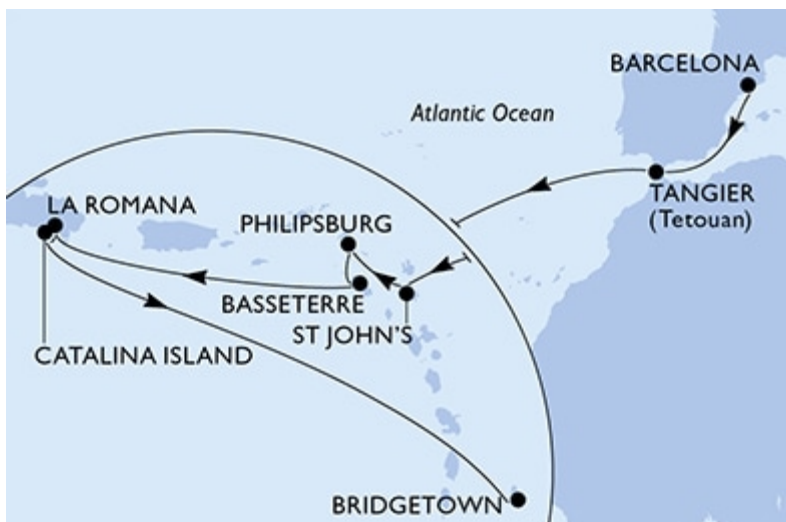 BARCELONA
Atlantic Ocean
TANGIER
(Tetouan)
LA ROMANA
PHILIPSBURG
BASSETERRE
ST JOHN'S
CATALINA ISLAND
BRIDGETOWN